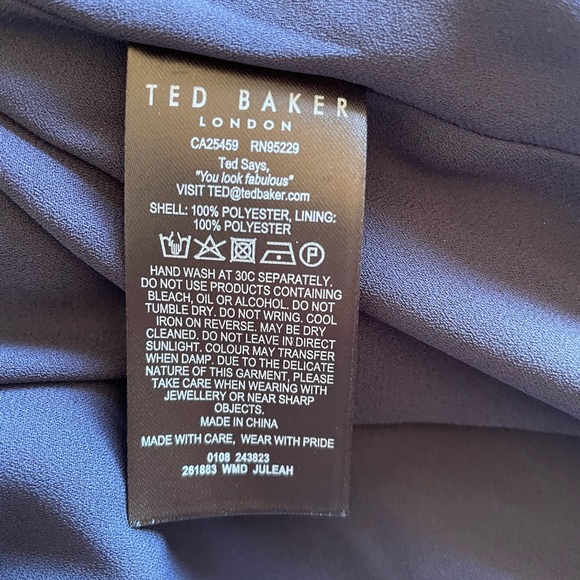 TED BAKER
LONDON
CA25459 RN95229
Ted Says,
"You look fabulous"
VISIT TED@tedbaker.com
SHELL: 100% POLYESTER, LINING:
100% POLYESTER
P
HAND WASH AT 30C SEPARATELY.
DO NOT USE PRODUCTS CONTAINING
BLEACH, OIL OR ALCOHOL. DO NOT
TUMBLE DRY. DO NOT WRING. COOL
IRON ON REVERSE. MAY BE DRY
CLEANED. DO NOT LEAVE IN DIRECT
SUNLIGHT. COLOUR MAY TRANSFER
WHEN DAMP. DUE TO THE DELICATE
NATURE OF THIS GARMENT. PLEASE
TAKE CARE WHEN WEARING WITH
JEWELLERY OR NEAR SHARP
OBJECTS.
MADE IN CHINA
MADE WITH CARE, WEAR WITH PRIDE
0108 243823
261883 WMD JULEAH